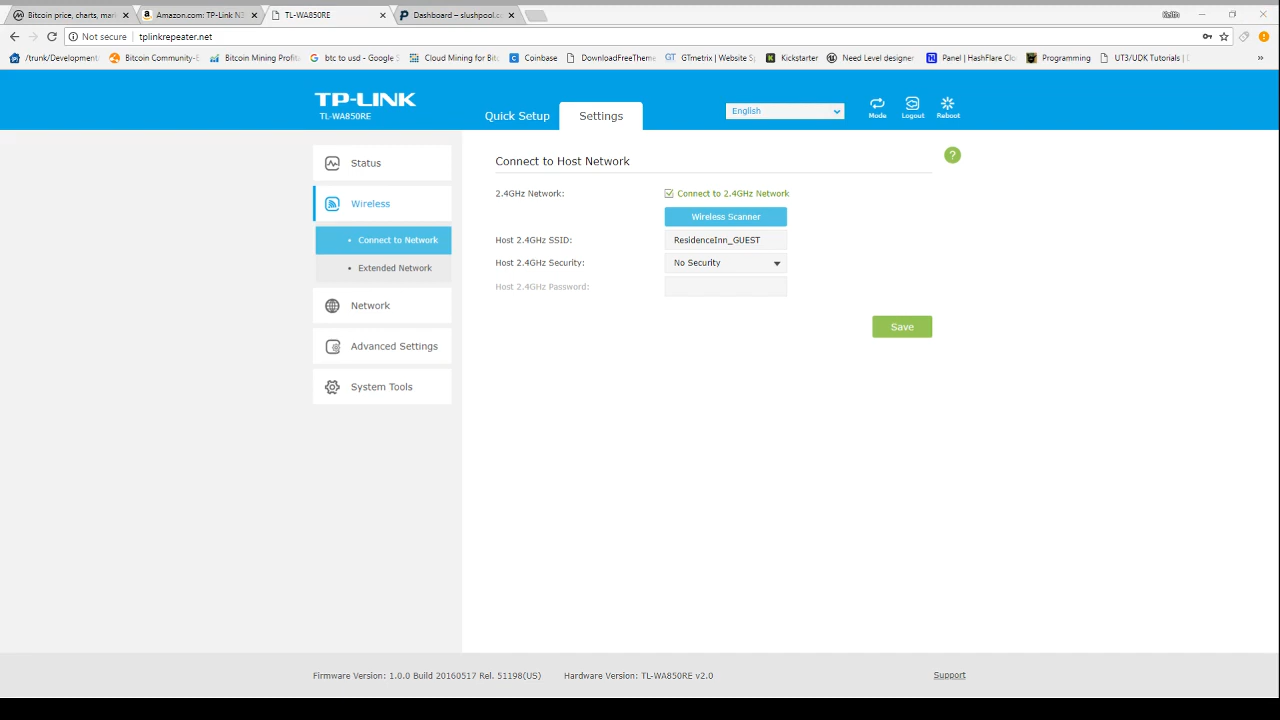 Bitcoin price, charts, mar
Amazon.com: TP-Link N3
TL-WA850RE
Dashboard – slushpool.c
Keith
Not secure
tplinkrepeater.net
/trunk/Development
Bitcoin Community-E
Bitcoin Mining Profit
btc to usd - Google S
Cloud Mining for Bit
Coinbase
DownloadFreeTheme
GTmetrix | Website Sp
Kickstarter
Need Level designer
Panel | HashFlare Clo
Programming
UT3/UDK Tutorials | D
TP-LINK
TL-WA850RE
Quick Setup
Settings
English
Mode
Logout
Reboot
Status
Wireless
Connect to Network
Extended Network
Network
Advanced Settings
System Tools
Connect to Host Network
?
2.4GHz Network:
Connect to 2.4GHz Network
Wireless Scanner
Host 2.4GHz SSID:
ResidenceInn_GUEST
Host 2.4GHz Security:
No Security
Host 2.4GHz Password:
Save
Firmware Version: 1.0.0 Build 20160517 Rel. 51198(US)
Hardware Version: TL-WA850RE v2.0
Support